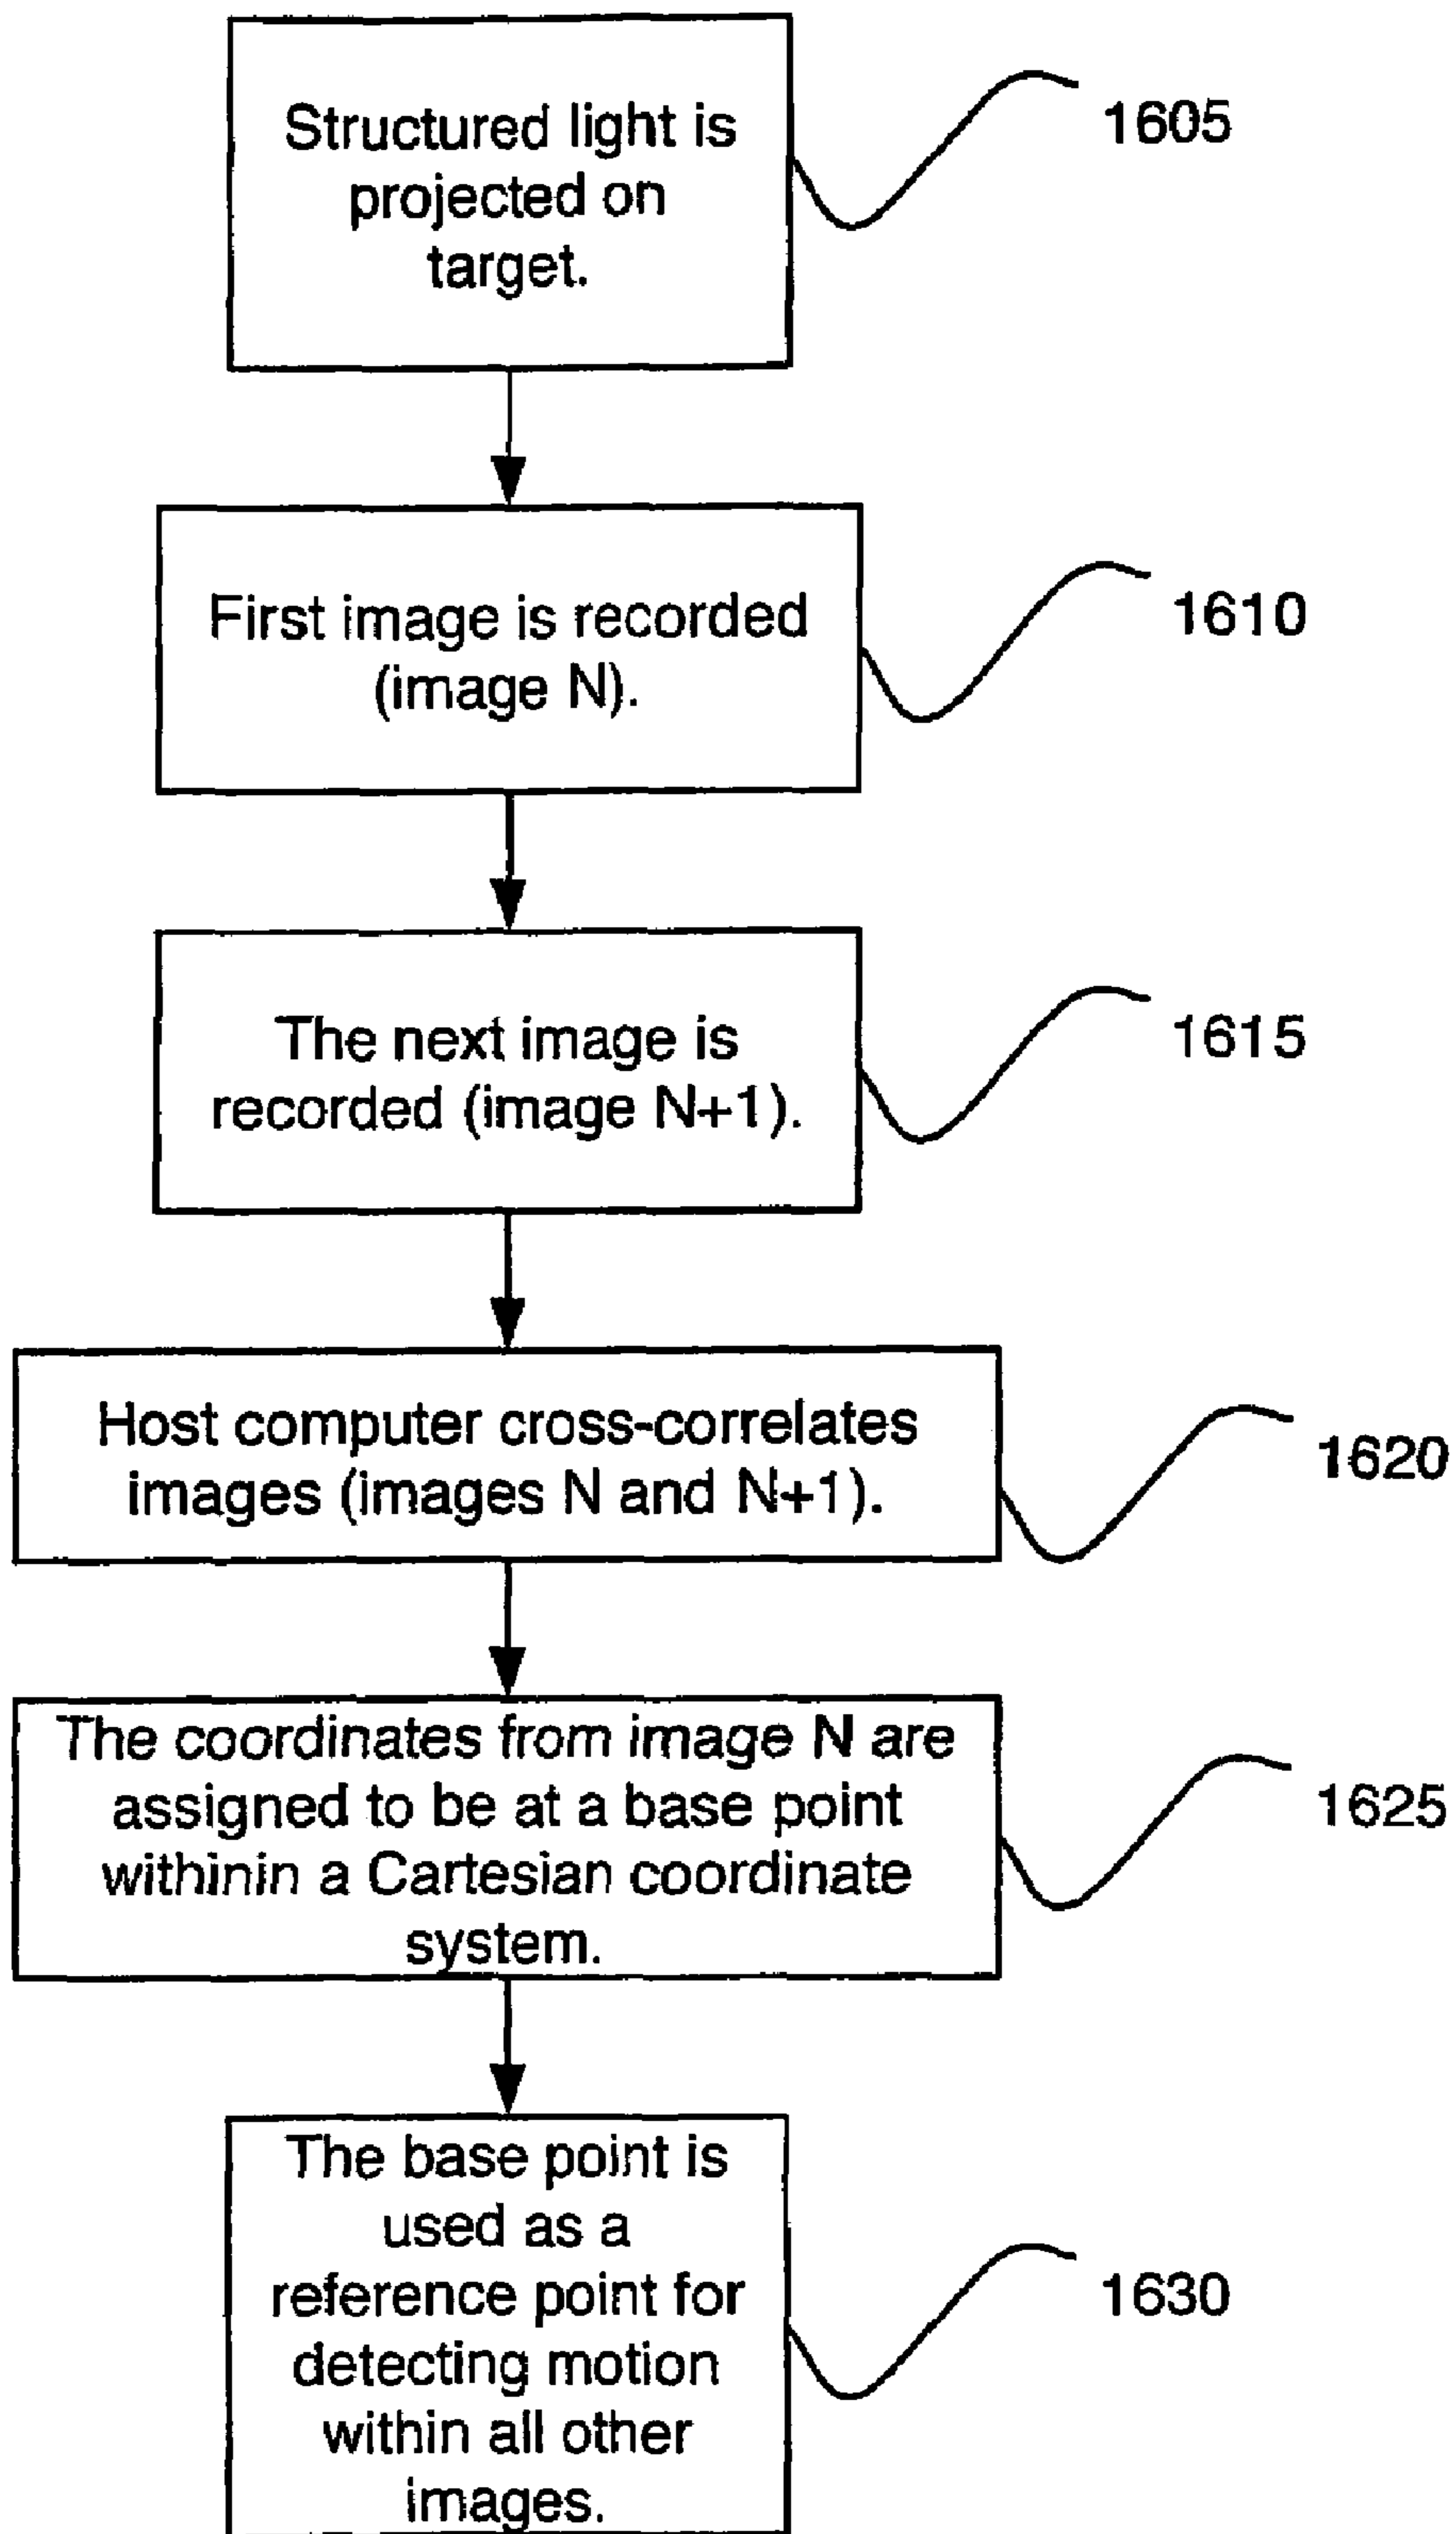 Structured light is
projected on
target.
1605
First image is recorded
(image N).
1610
The next image is
recorded (image N+1).
1615
Host computer cross-correlates
images (images N and N+1).
1620
The coordinates from image N are
assigned to be at a base point
withinin a Cartesian coordinate
system.
1625
The base point is
used as a
reference point for
detecting motion
within all other
images.
1630